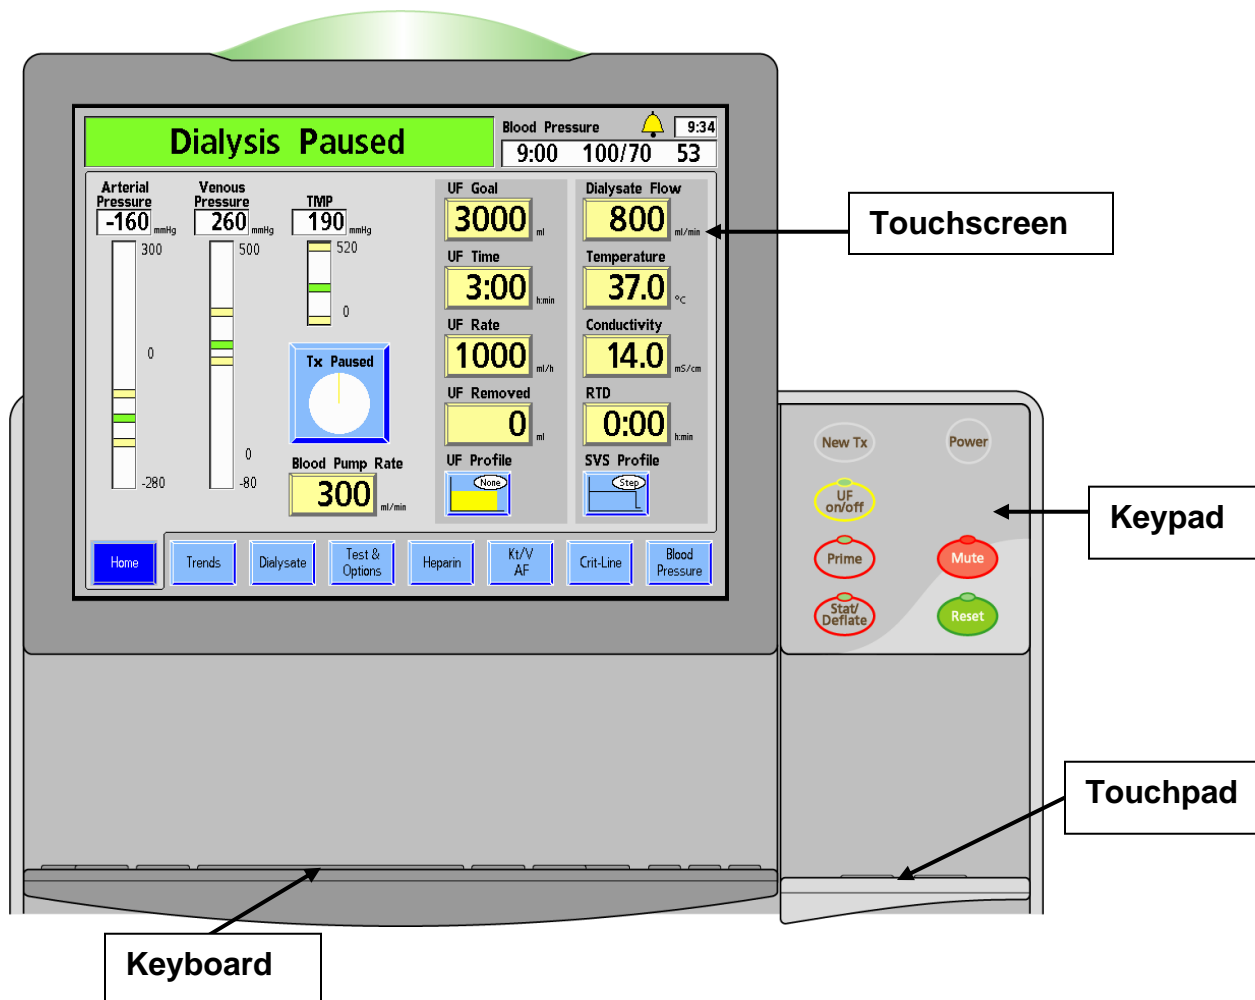 Dialysis Paused
Blood Pressure
9:34
9:00 100/70 53
Arterial
Pressure
-160 mmHg
300
0
-280
Venous
Pressure
260 mmHg
500
0
-80
TMP
190 mmHg
520
0
Tx Paused
Blood Pump Rate
300 ml/min
UF Goal
3000 ml
UF Time
3:00 h:min
UF Rate
1000 ml/h
UF Removed
0 ml
UF Profile
None
Dialysate Flow
800 ml/min
Temperature
37.0 °C
Conductivity
14.0 mS/cm
RTD
0:00 h:min
SVS Profile
Step
Home
Trends
Dialysate
Test &
Options
Heparin
Kt/V
AF
Crit-Line
Blood
Pressure
New Tx
Power
UF
on/off
Prime
Mute
Stat/
Deflate
Reset
Touchscreen
Keypad
Touchpad
Keyboard